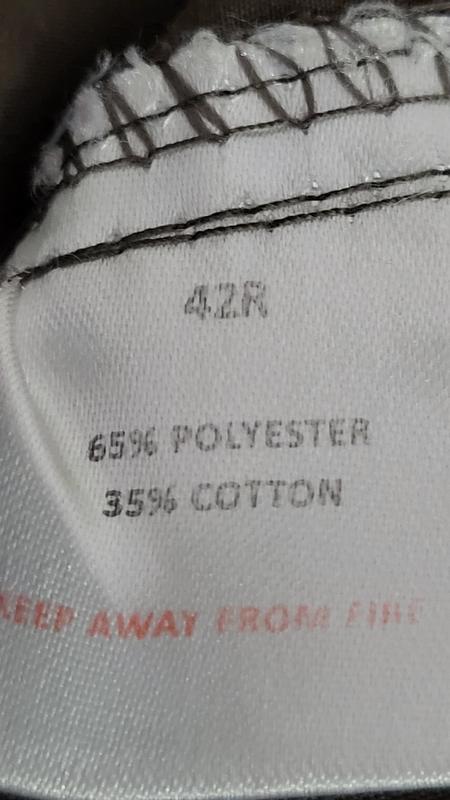 42R
65% POLYESTER
35% COTTON
KEEP AWAY FROM FIRE